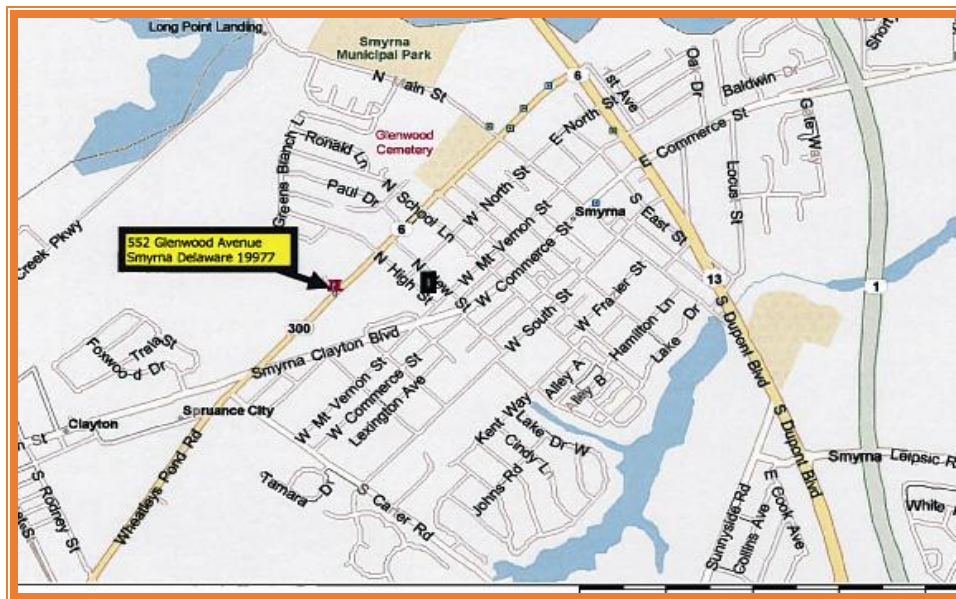 Long Point Landing
Smyrna
Municipal Park
N Main St
6
Oak Dr
Baldwin Dr
E North St
E Commerce St
Glenwood
Cemetery
Greens Branch Ln
Ronald Ln
Paul Dr
N School Ln
W North St
W Mt Vernon St
W Commerce St
Smyrna
S East St
Locust St
Creek Pkwy
6
552 Glenwood Avenue
Smyrna Delaware 19977
N High St
N New St
13
1
300
S Dupont Blvd
W South St
W Frazier St
Hamilton Ln
Lake Dr
Foxwood Dr
Smyrna Clayton Blvd
Alley A
Alley B
W Mt Vernon St
W Commerce St
Lexington Ave
Spruance City
Clayton
Kent Way
Lake Dr W
Cindy Ln
Johns Rd
S Dupont Blvd
Wheatleys Pond Rd
S Rodney St
Tamara Dr
S Carter Rd
Smyrna Leipsic R
Sunnyside Rd
Collins Ave
E Cook Ave
White